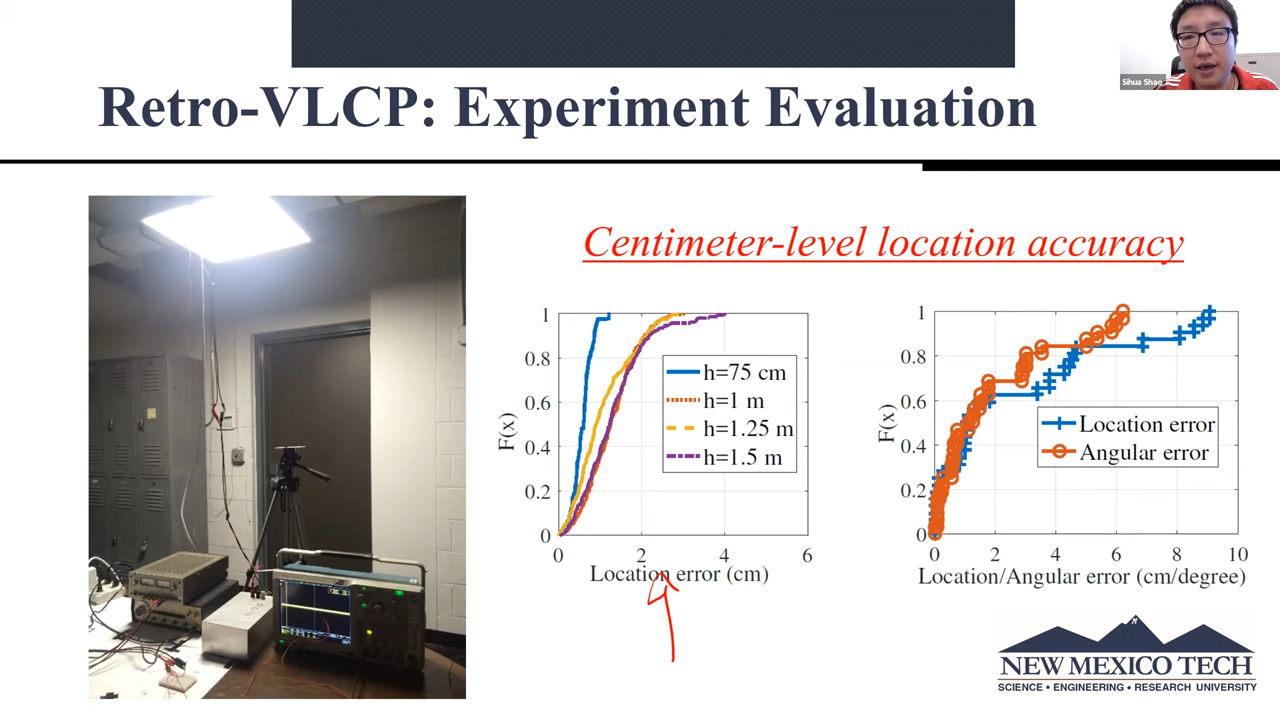 Sihua Shao
Retro-VLCP: Experiment Evaluation
Centimeter-level location accuracy
1
0.8
0.6
0.4
0.2
0
F(x)
h=75 cm
h=1 m
h=1.25 m
h=1.5 m
0 2 4 6
Location error (cm)
1
0.8
0.6
0.4
0.2
0
F(x)
Location error
Angular error
0 2 4 6 8 10
Location/Angular error (cm/degree)
NEW MEXICO TECH
SCIENCE • ENGINEERING • RESEARCH UNIVERSITY